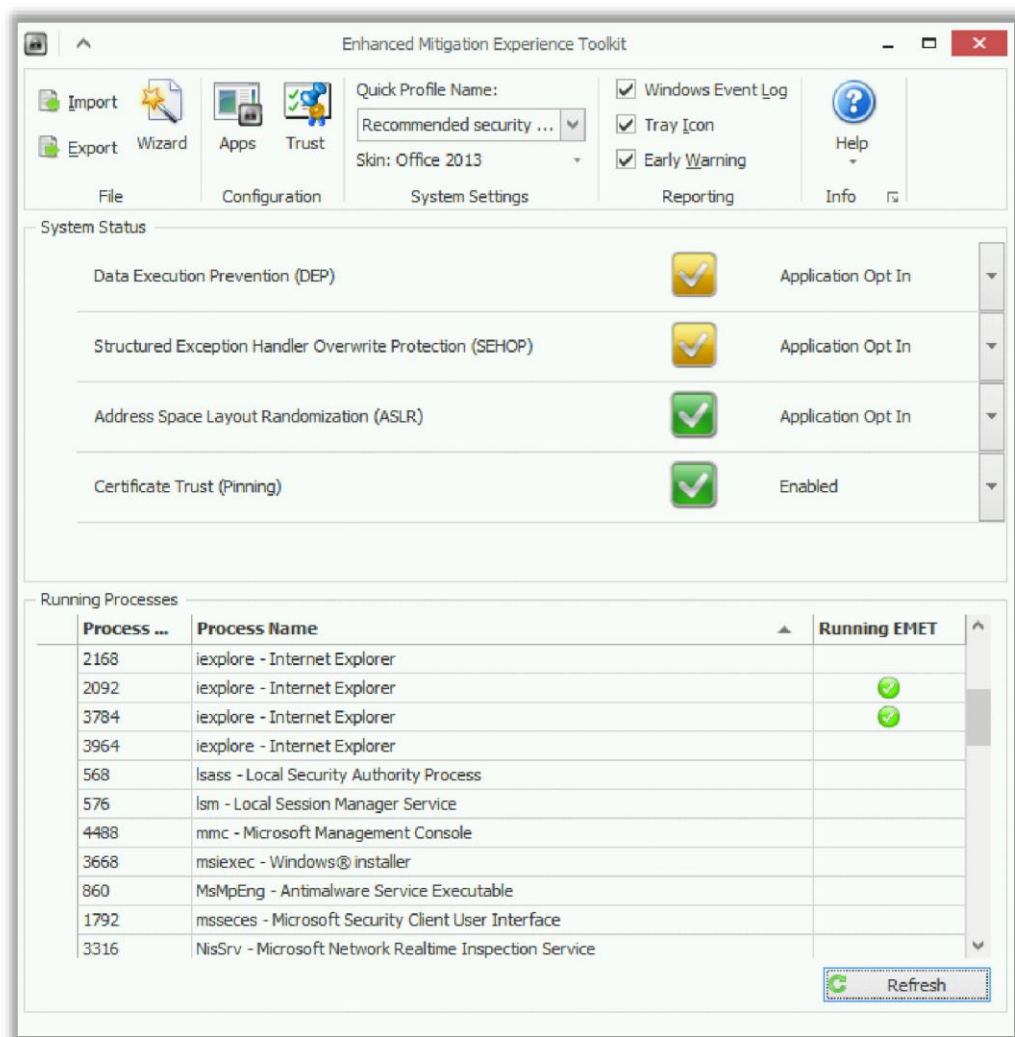 Enhanced Mitigation Experience Toolkit
Import
Export
Wizard
File
Apps
Trust
Configuration
Quick Profile Name:
Recommended security ...
Skin: Office 2013
System Settings
Windows Event Log
Tray Icon
Early Warning
Reporting
Help
Info
System Status
Data Execution Prevention (DEP) Application Opt In
Structured Exception Handler Overwrite Protection (SEHOP) Application Opt In
Address Space Layout Randomization (ASLR) Application Opt In
Certificate Trust (Pinning) Enabled
Running Processes
Process ... Process Name Running EMET
2168 iexplore - Internet Explorer
2092 iexplore - Internet Explorer
3784 iexplore - Internet Explorer
3964 iexplore - Internet Explorer
568 lsass - Local Security Authority Process
576 lsm - Local Session Manager Service
4488 mmc - Microsoft Management Console
3668 msiexec - Windows® installer
860 MsMpEng - Antimalware Service Executable
1792 msseces - Microsoft Security Client User Interface
3316 NisSrv - Microsoft Network Realtime Inspection Service
Refresh